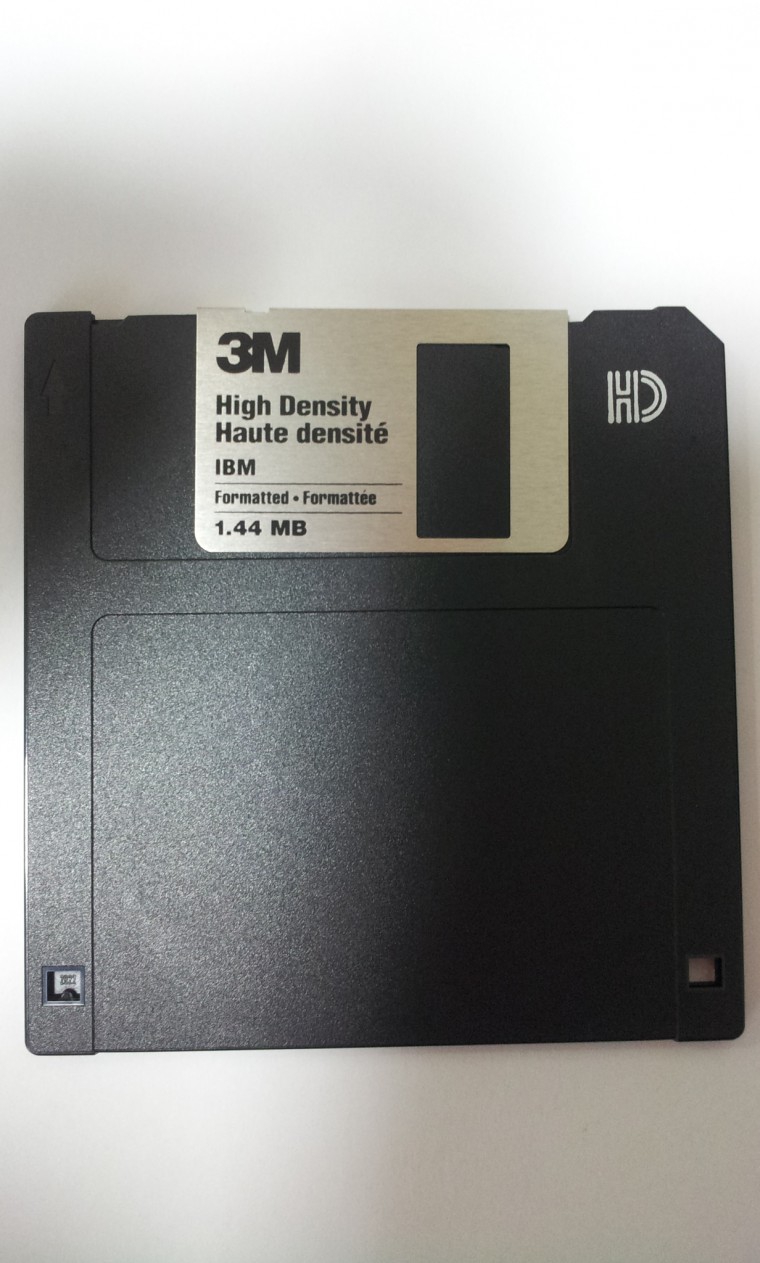 3M
High Density
Haute densité
IBM
Formatted • Formattée
1.44 MB
HD